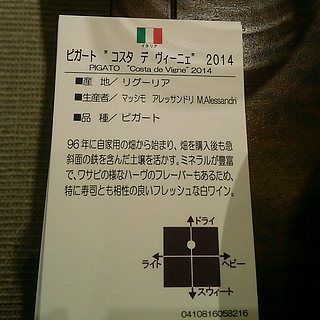 イタリア
ピガート "コスタ デ ヴィーニェ" 2014
PIGATO "Costa de Vigne" 2014
■産 地／リグーリア
■生産者／マッシモ アレッサンドリ M.Alessandri
■品 種／ピガート
96年に自家用の畑から始まり、畑を購入後も急
斜面の鉄を含んだ土壌を活かす。ミネラルが豊富
で、ワサビの様なハーヴのフレーバーもあるため、
特に寿司とも相性の良いフレッシュな白ワイン。
ドライ
ライト ヘビー
スウィート
0410816058216